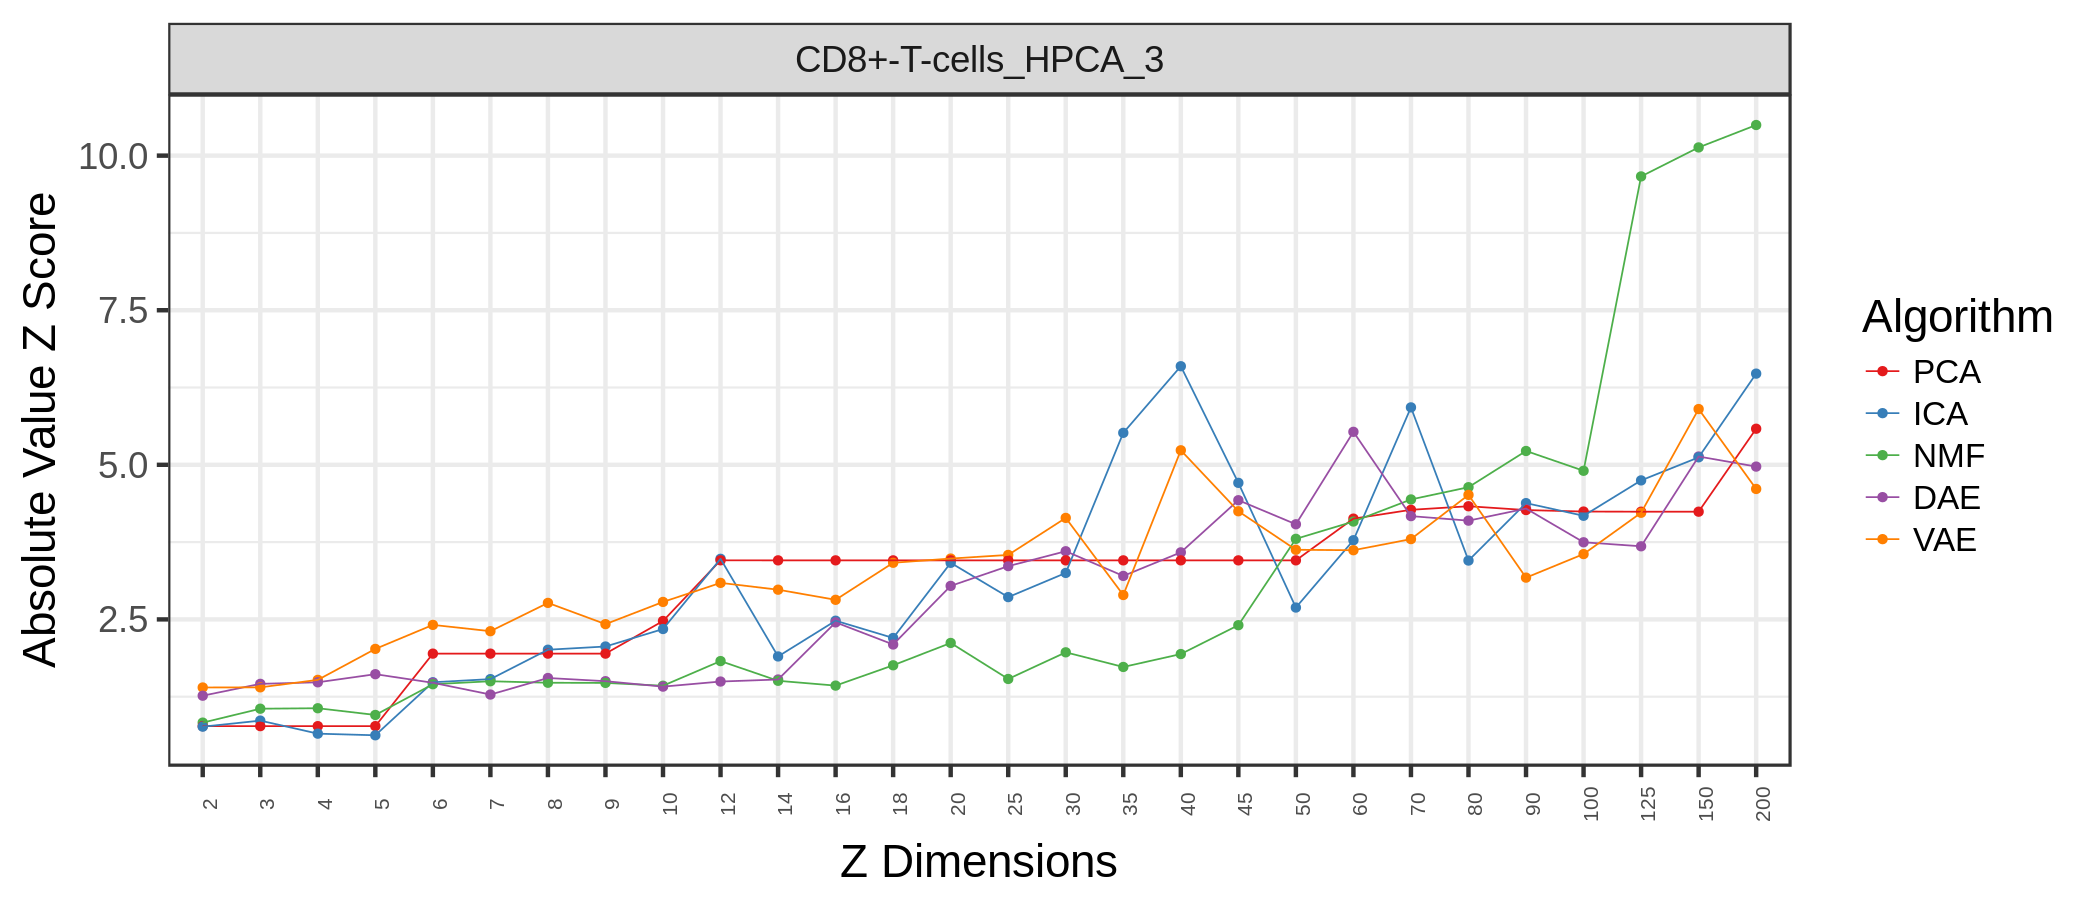 CD8+-T-cells_HPCA_3
Absolute Value Z Score
10.0
7.5
5.0
2.5
2 3 4 5 6 7 8 9 10 12 14 16 18 20 25 30 35 40 45 50 60 70 80 90 100 125 150 200
Z Dimensions
Algorithm
PCA
ICA
NMF
DAE
VAE